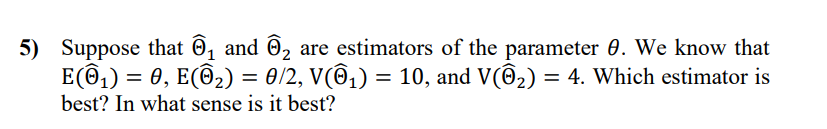 5) Suppose that Θ̂₁ and Θ̂₂ are estimators of the parameter θ. We know that
E(Θ̂₁) = θ, E(Θ̂₂) = θ/2, V(Θ̂₁) = 10, and V(Θ̂₂) = 4. Which estimator is
best? In what sense is it best?